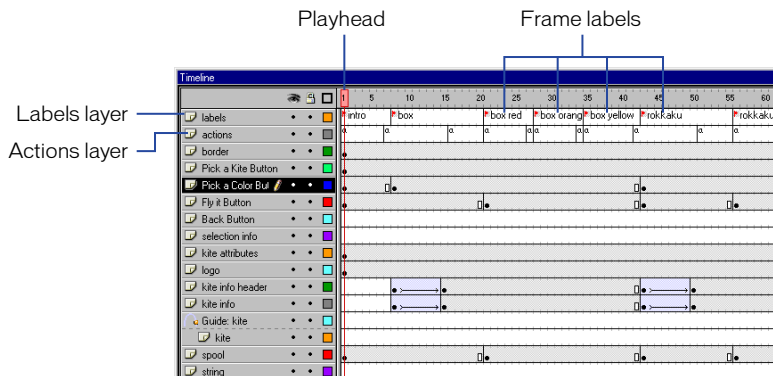 Playhead
Frame labels
Labels layer
Actions layer
Timeline
1 5 10 15 20 25 30 35 40 45 50 55 60
labels
intro box box red box orang box yellow rokkaku rokkaku
actions
a a a a a a a a a
border
Pick a Kite Button
Pick a Color But
Fly it Button
Back Button
selection info
kite attributes
logo
kite info header
kite info
Guide: kite
kite
spool
string